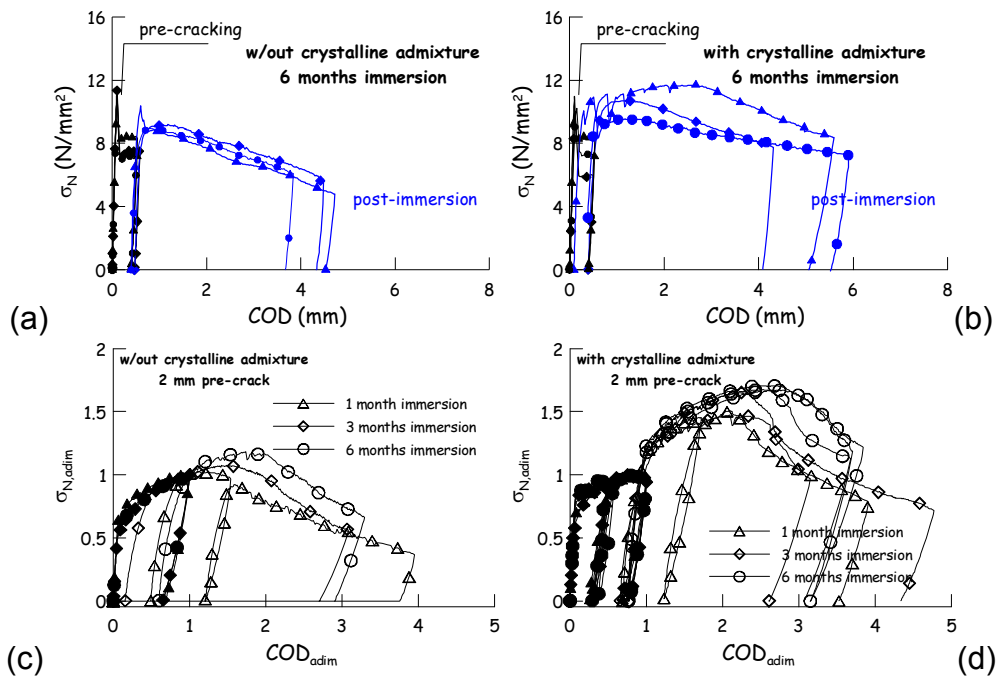 16
12
8
4
0
σN (N/mm²)
pre-cracking
w/out crystalline admixture
6 months immersion
post-immersion
0 2 4 6 8
COD (mm)
(a)
16
12
8
4
0
σN (N/mm²)
pre-cracking
with crystalline admixture
6 months immersion
post-immersion
0 2 4 6 8
COD (mm)
(b)
2
1.5
1
0.5
0
σN,adim
w/out crystalline admixture
2 mm pre-crack
1 month immersion
3 months immersion
6 months immersion
0 1 2 3 4 5
CODadim
(c)
2
1.5
1
0.5
0
σN,adim
with crystalline admixture
2 mm pre-crack
1 month immersion
3 months immersion
6 months immersion
0 1 2 3 4 5
CODadim
(d)